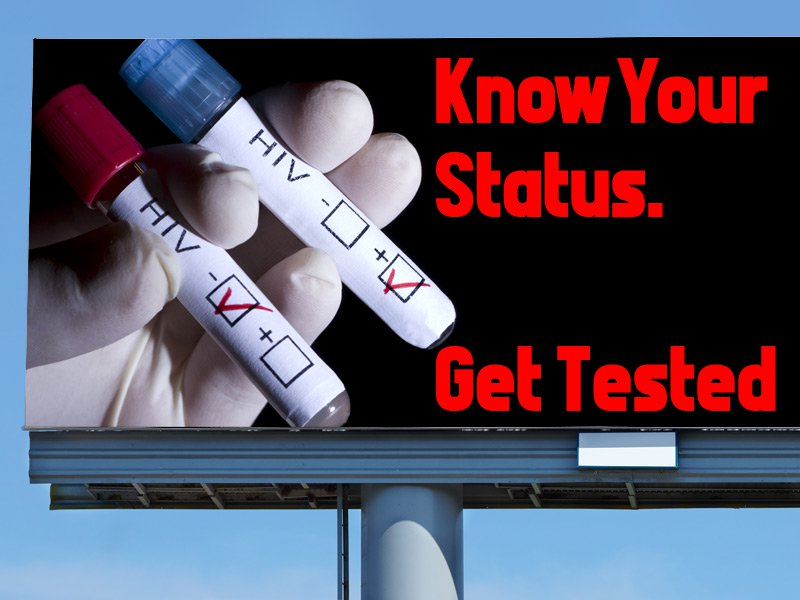 Know Your
Status.
Get Tested
HIV
- +
HIV
- +